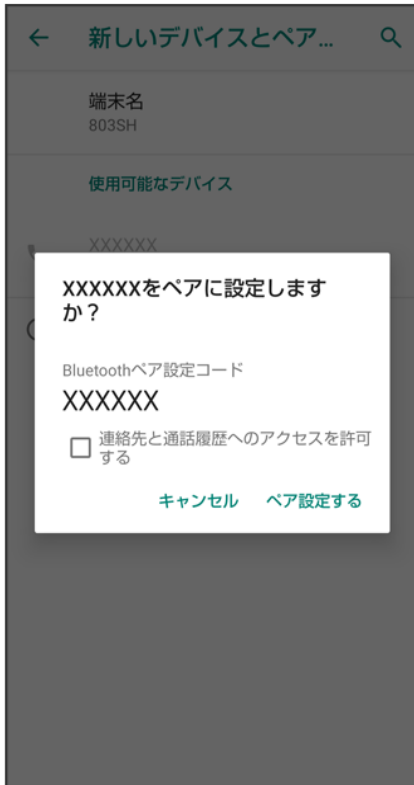 新しいデバイスとペア...
端末名
803SH
使用可能なデバイス
XXXXXX
XXXXXXをペアに設定します
か？
Bluetoothペア設定コード
XXXXXX
連絡先と通話履歴へのアクセスを許可
する
キャンセル ペア設定する